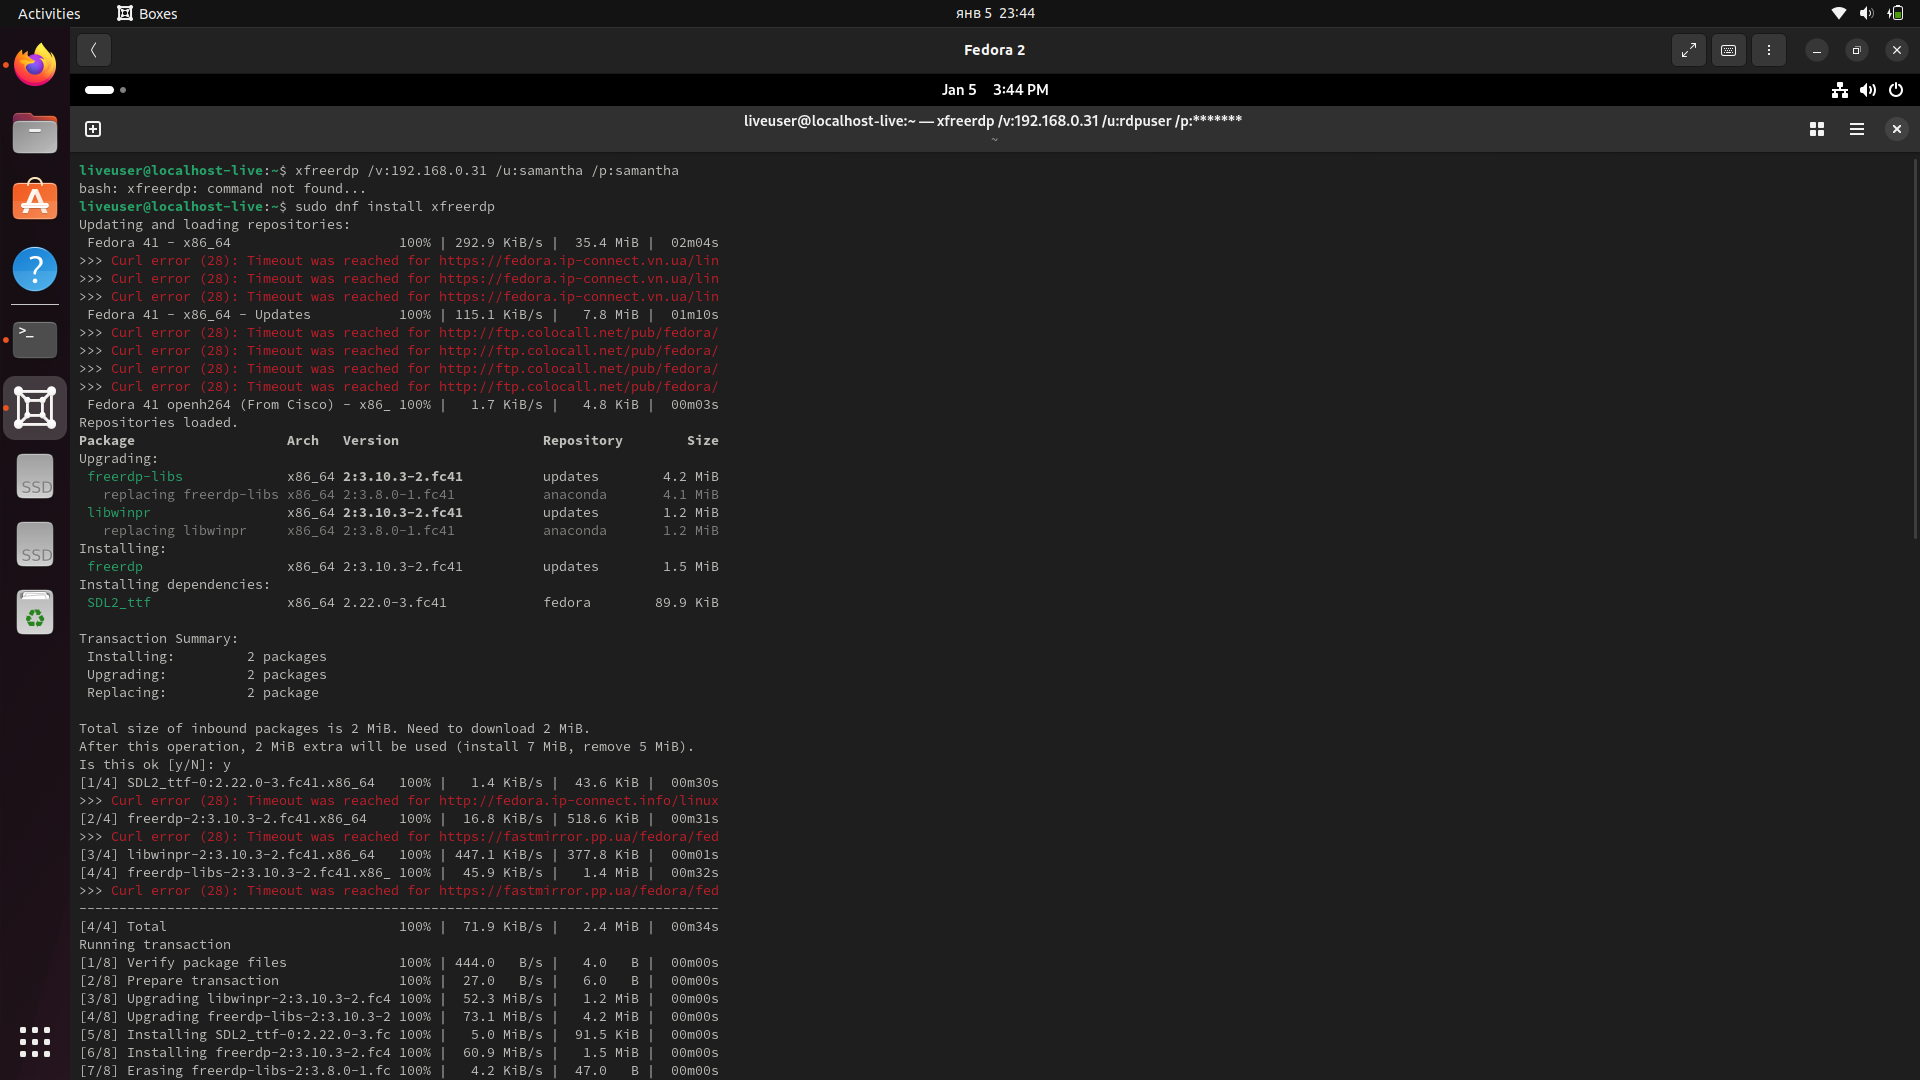 Activities Boxes янв 5 23:44
Fedora 2
Jan 5 3:44 PM
liveuser@localhost-live:~ — xfreerdp /v:192.168.0.31 /u:rdpuser /p:*******
~
liveuser@localhost-live:~$ xfreerdp /v:192.168.0.31 /u:samantha /p:samantha
bash: xfreerdp: command not found...
liveuser@localhost-live:~$ sudo dnf install xfreerdp
Updating and loading repositories:
Fedora 41 - x86_64 100% | 292.9 KiB/s | 35.4 MiB | 02m04s
>>> Curl error (28): Timeout was reached for https://fedora.ip-connect.vn.ua/lin
>>> Curl error (28): Timeout was reached for https://fedora.ip-connect.vn.ua/lin
>>> Curl error (28): Timeout was reached for https://fedora.ip-connect.vn.ua/lin
Fedora 41 - x86_64 - Updates 100% | 115.1 KiB/s | 7.8 MiB | 01m10s
>>> Curl error (28): Timeout was reached for http://ftp.colocall.net/pub/fedora/
>>> Curl error (28): Timeout was reached for http://ftp.colocall.net/pub/fedora/
>>> Curl error (28): Timeout was reached for http://ftp.colocall.net/pub/fedora/
>>> Curl error (28): Timeout was reached for http://ftp.colocall.net/pub/fedora/
Fedora 41 openh264 (From Cisco) - x86_ 100% | 1.7 KiB/s | 4.8 KiB | 00m03s
Repositories loaded.
Package Arch Version Repository Size
Upgrading:
freerdp-libs x86_64 2:3.10.3-2.fc41 updates 4.2 MiB
replacing freerdp-libs x86_64 2:3.8.0-1.fc41 anaconda 4.1 MiB
libwinpr x86_64 2:3.10.3-2.fc41 updates 1.2 MiB
replacing libwinpr x86_64 2:3.8.0-1.fc41 anaconda 1.2 MiB
Installing:
freerdp x86_64 2:3.10.3-2.fc41 updates 1.5 MiB
Installing dependencies:
SDL2_ttf x86_64 2.22.0-3.fc41 fedora 89.9 KiB
Transaction Summary:
Installing: 2 packages
Upgrading: 2 packages
Replacing: 2 package
Total size of inbound packages is 2 MiB. Need to download 2 MiB.
After this operation, 2 MiB extra will be used (install 7 MiB, remove 5 MiB).
Is this ok [y/N]: y
[1/4] SDL2_ttf-0:2.22.0-3.fc41.x86_64 100% | 1.4 KiB/s | 43.6 KiB | 00m30s
>>> Curl error (28): Timeout was reached for http://fedora.ip-connect.info/linux
[2/4] freerdp-2:3.10.3-2.fc41.x86_64 100% | 16.8 KiB/s | 518.6 KiB | 00m31s
>>> Curl error (28): Timeout was reached for https://fastmirror.pp.ua/fedora/fed
[3/4] libwinpr-2:3.10.3-2.fc41.x86_64 100% | 447.1 KiB/s | 377.8 KiB | 00m01s
[4/4] freerdp-libs-2:3.10.3-2.fc41.x86_ 100% | 45.9 KiB/s | 1.4 MiB | 00m32s
>>> Curl error (28): Timeout was reached for https://fastmirror.pp.ua/fedora/fed
--------------------------------------------------------------------------------
[4/4] Total 100% | 71.9 KiB/s | 2.4 MiB | 00m34s
Running transaction
[1/8] Verify package files 100% | 444.0 B/s | 4.0 B | 00m00s
[2/8] Prepare transaction 100% | 27.0 B/s | 6.0 B | 00m00s
[3/8] Upgrading libwinpr-2:3.10.3-2.fc4 100% | 52.3 MiB/s | 1.2 MiB | 00m00s
[4/8] Upgrading freerdp-libs-2:3.10.3-2 100% | 73.1 MiB/s | 4.2 MiB | 00m00s
[5/8] Installing SDL2_ttf-0:2.22.0-3.fc 100% | 5.0 MiB/s | 91.5 KiB | 00m00s
[6/8] Installing freerdp-2:3.10.3-2.fc4 100% | 60.9 MiB/s | 1.5 MiB | 00m00s
[7/8] Erasing freerdp-libs-2:3.8.0-1.fc 100% | 4.2 KiB/s | 47.0 B | 00m00s
SSD
SSD